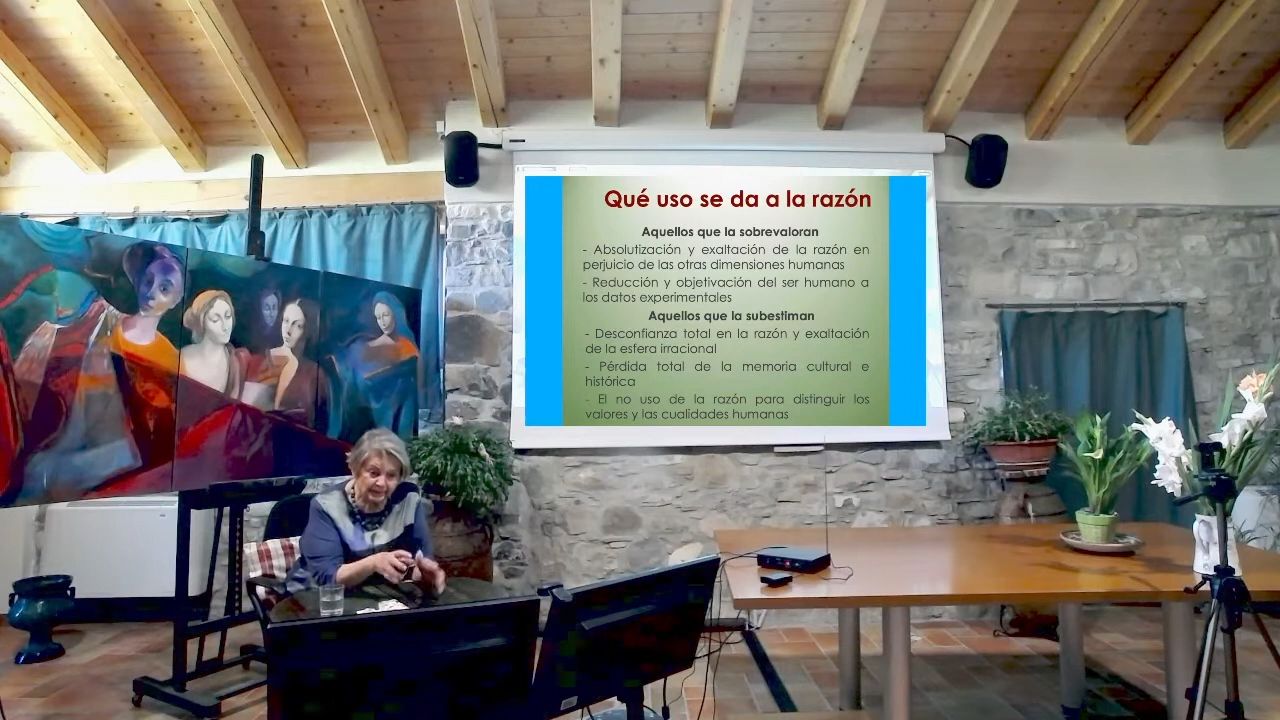 Qué uso se da a la razón
Aquellos que la sobrevaloran
- Absolutización y exaltación de la razón en
perjuicio de las otras dimensiones humanas
- Reducción y objetivación del ser humano a
los datos experimentales
Aquellos que la subestiman
- Desconfianza total en la razón y exaltación
de la esfera irracional
- Pérdida total de la memoria cultural e
histórica
- El no uso de la razón para distinguir los
valores y las cualidades humanas